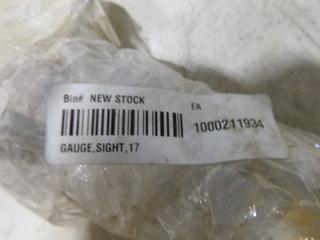 Bin# NEW STOCK
EA
1000211934
GAUGE,SIGHT,17